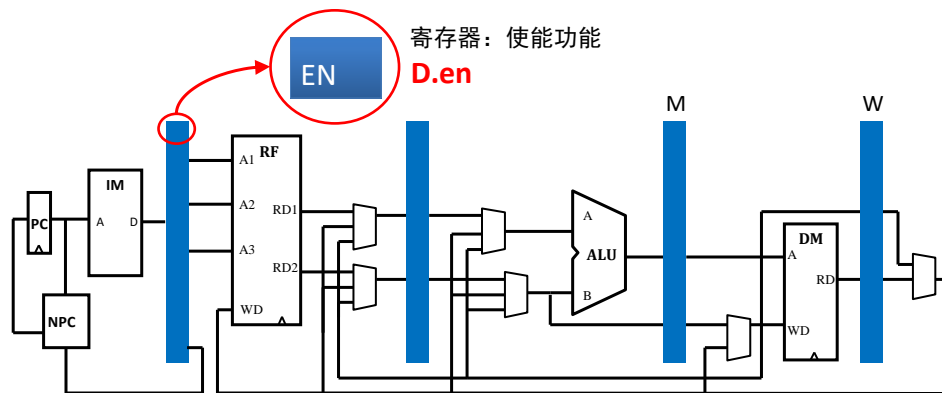 寄存器：使能功能
EN
D.en
M
W
RF
A1
IM
A2
RD1
A
PC
A
D
DM
A3
ALU
A
RD2
RD
B
NPC
WD
WD